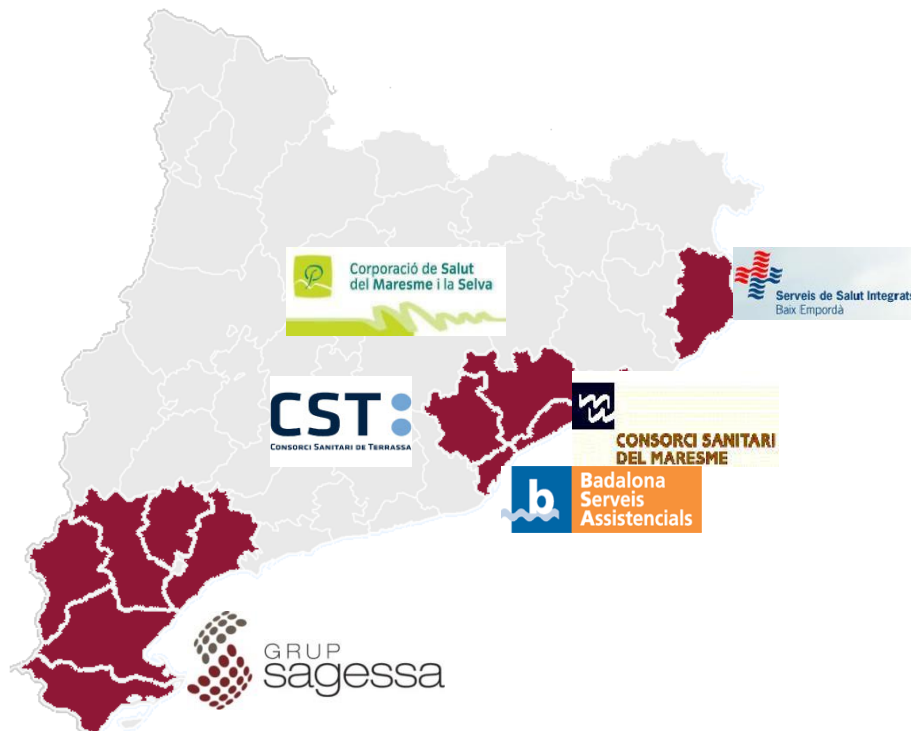 Corporació de Salut
del Maresme i la Selva
Serveis de Salut Integrats
Baix Empordà
CST:
CONSORCI SANITARI DE TERRASSA
CONSORCI SANITARI
DEL MARESME
b
Badalona
Serveis
Assistencials
GRUP
sagessa